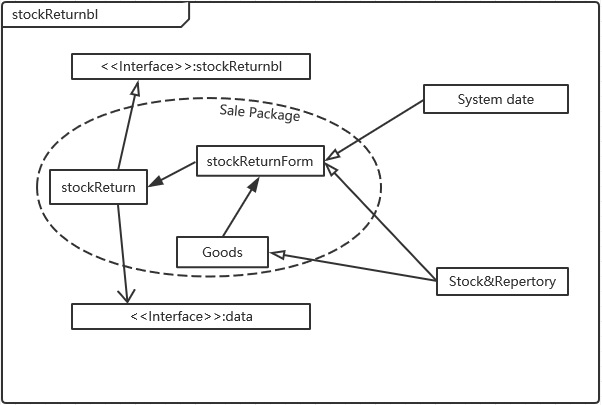 stockReturnbl
<<Interface>>:stockReturnbl
System date
Sale Package
stockReturnForm
stockReturn
Goods
Stock&Repertory
<<Interface>>:data